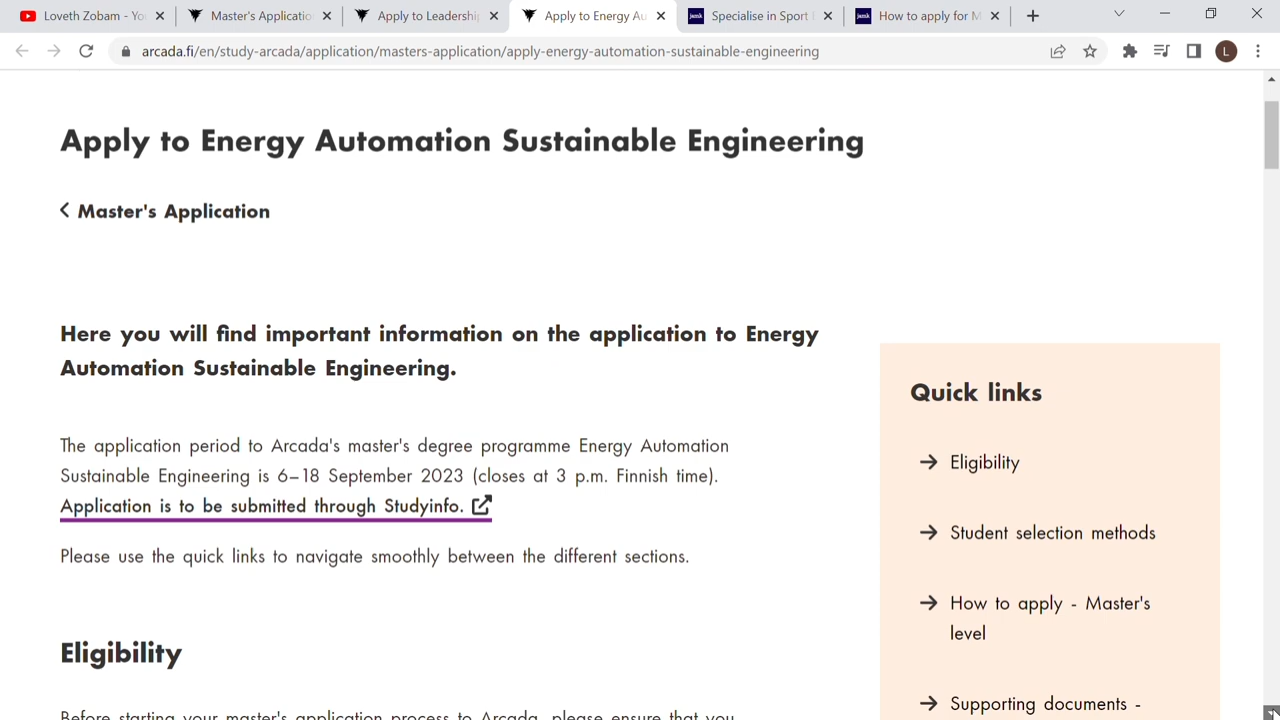 Loveth Zobam - Yo
Master's Applicatio
Apply to Leadership
Apply to Energy Au
Jamk
Specialise in Sport
Jamk
How to apply for M
arcada.fi/en/study-arcada/application/masters-application/apply-energy-automation-sustainable-engineering
L
Apply to Energy Automation Sustainable Engineering
Master's Application
Here you will find important information on the application to Energy
Automation Sustainable Engineering.
The application period to Arcada's master's degree programme Energy Automation
Sustainable Engineering is 6–18 September 2023 (closes at 3 p.m. Finnish time).
Application is to be submitted through Studyinfo.
Please use the quick links to navigate smoothly between the different sections.
Eligibility
Before starting your master's application process to Arcada, please ensure that you
Quick links
Eligibility
Student selection methods
How to apply - Master's
level
Supporting documents -